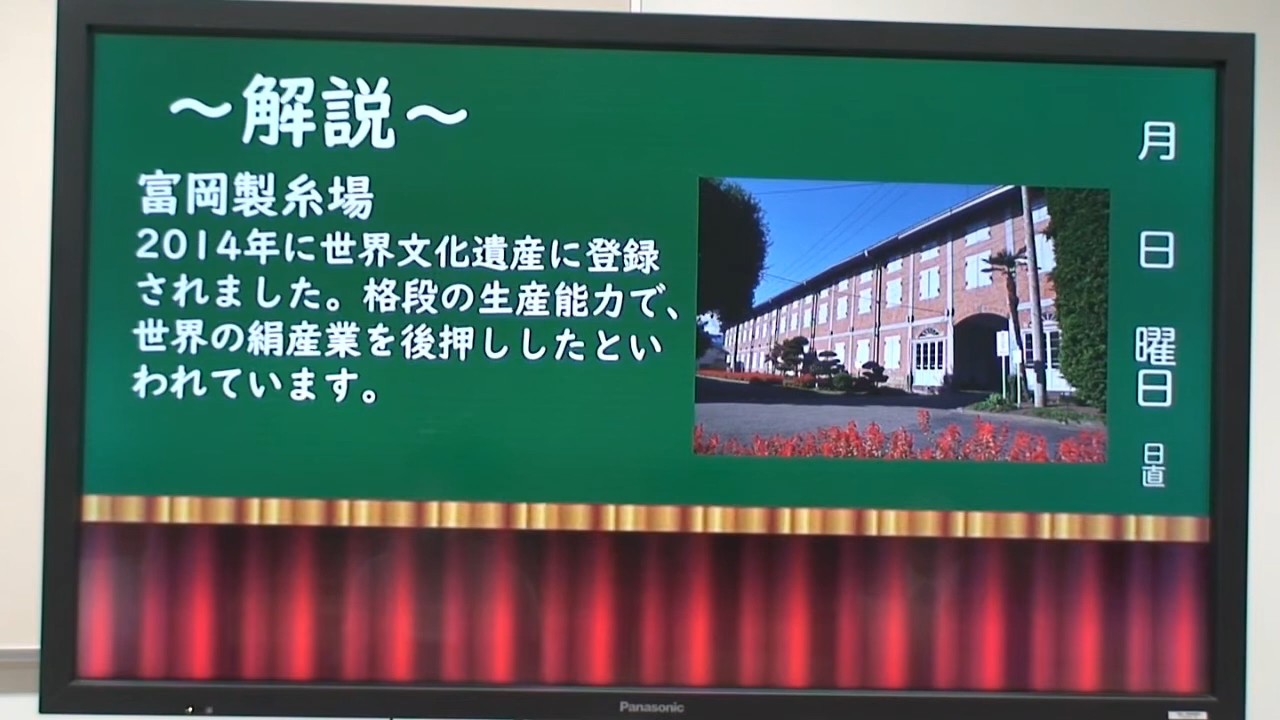 ～解説～
富岡製糸場
2014年に世界文化遺産に登録
されました。格段の生産能力で、
世界の絹産業を後押ししたとい
われています。
月
日
曜日
日直
Panasonic